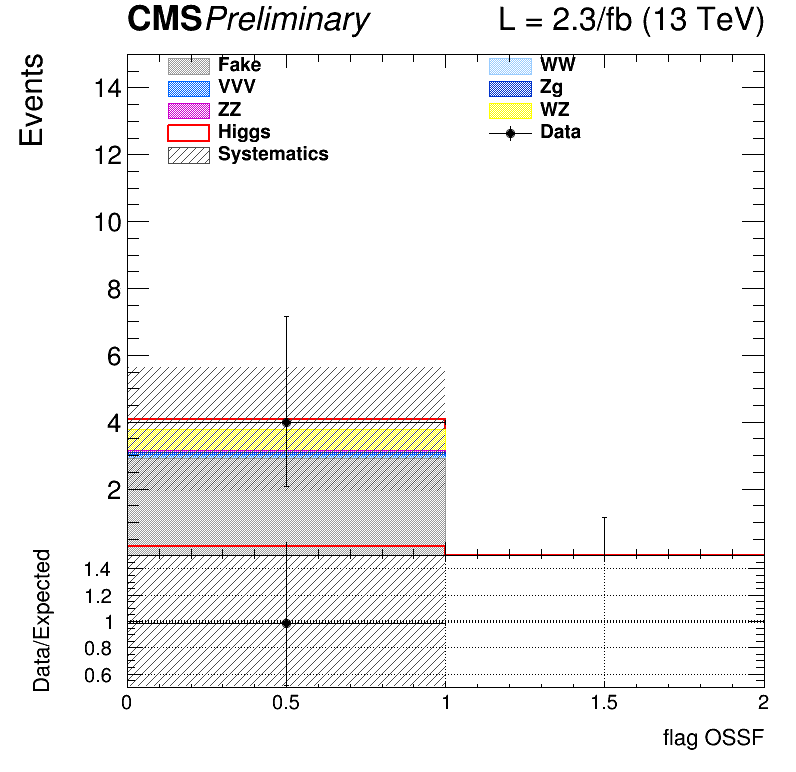 CMS Preliminary L = 2.3/fb (13 TeV)
Events
14
12
10
8
6
4
2
Fake
VVV
ZZ
Higgs
Systematics
WW
Zg
WZ
Data
Data/Expected
1.4
1.2
1
0.8
0.6
0 0.5 1 1.5 2
flag OSSF